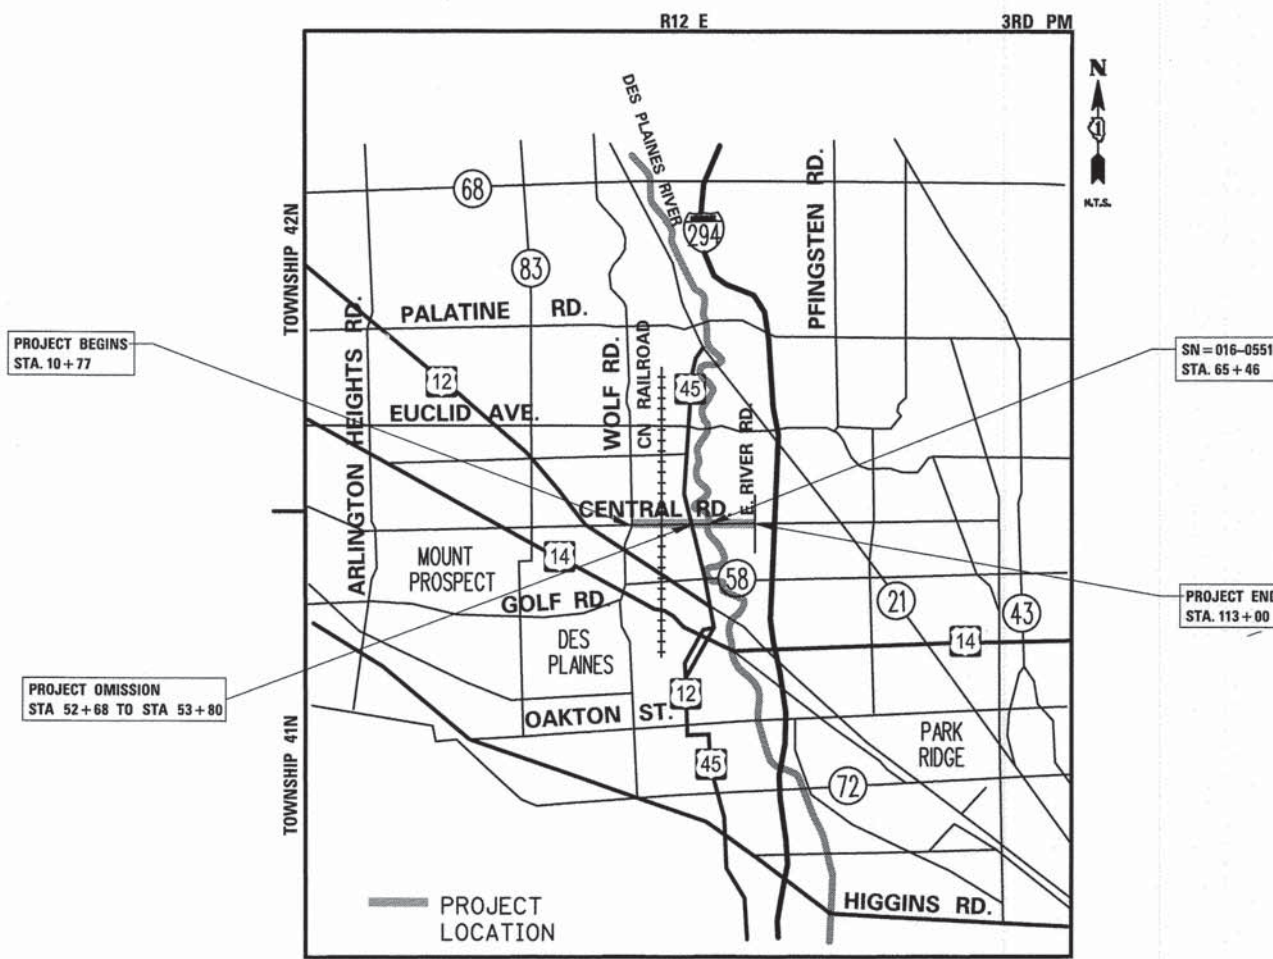 R12 E
3RD PM
N
1
N.T.S.
DES PLAINES RIVER
PFINGSTEN RD.
68
294
TOWNSHIP 42N
83
PALATINE RD.
PROJECT BEGINS
STA. 10+77
SN=016-0551
STA. 65+46
ARLINGTON HEIGHTS RD.
WOLF RD.
CN RAILROAD
12
45
EUCLID AVE.
E. RIVER RD.
CENTRAL RD.
MOUNT
PROSPECT
14
58
GOLF RD.
21
43
PROJECT END
STA. 113+00
DES
PLAINES
14
PROJECT OMISSION
STA 52+68 TO STA 53+80
12
OAKTON ST.
PARK
RIDGE
45
72
TOWNSHIP 41N
HIGGINS RD.
PROJECT
LOCATION